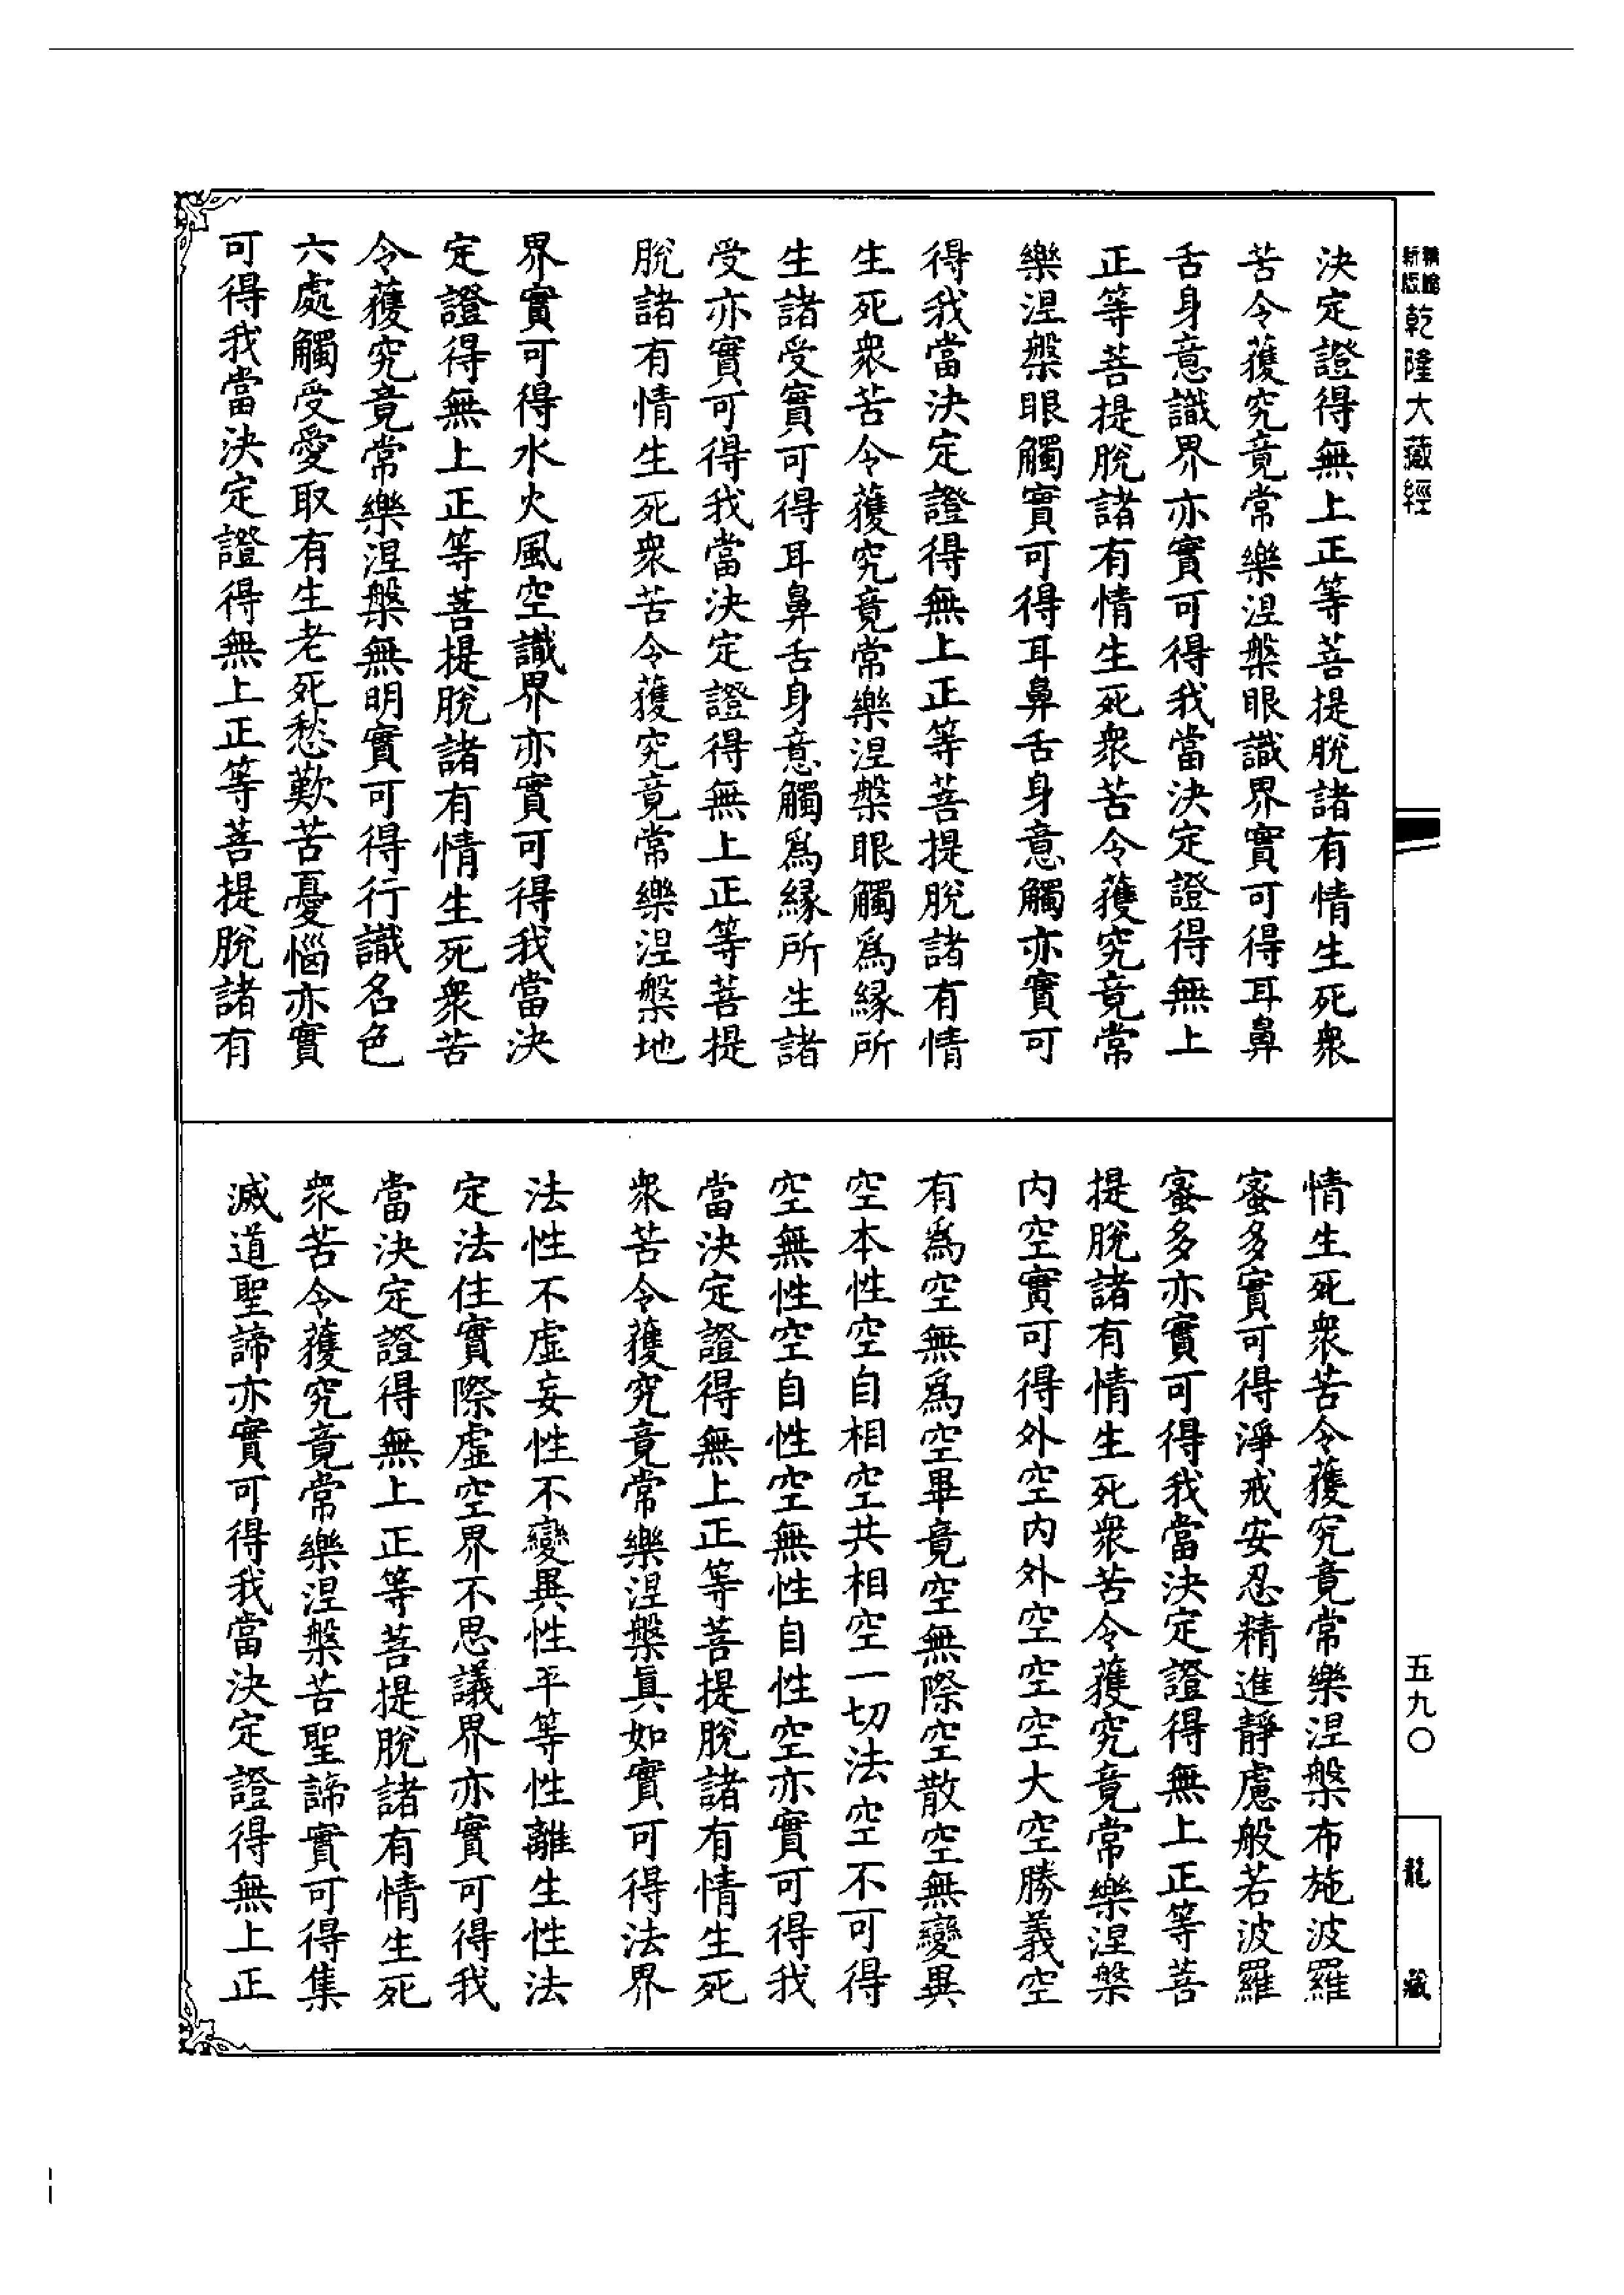 乾隆大藏經
決定證得無上正等菩提脫諸有情生死衆
苦令獲究竟常樂涅槃眼識界實可得耳鼻
舌身意識界亦實可得我當決定證得無上
正等菩提脫諸有情生死衆苦令獲究竟常
樂涅槃眼觸實可得耳鼻舌身意觸亦實可
得我當決定證得無上正等菩提脫諸有情
生死衆苦令獲究竟常樂涅槃眼觸爲緣所
生諸受實可得耳鼻舌身意觸爲緣所生諸
受亦實可得我當決定證得無上正等菩提
脫諸有情生死衆苦令獲究竟常樂涅槃地
界實可得水火風空識界亦實可得我當決
定證得無上正等菩提脫諸有情生死衆苦
令獲究竟常樂涅槃無明實可得行識名色
六處觸受愛取有生老死愁歎苦憂惱亦實
可得我當決定證得無上正等菩提脫諸有
情生死衆苦令獲究竟常樂涅槃布施波羅
蜜多實可得淨戒安忍精進靜慮般若波羅
蜜多亦實可得我當決定證得無上正等菩
提脫諸有情生死衆苦令獲究竟常樂涅槃
內空實可得外空內外空空空大空勝義空
有爲空無爲空畢竟空無際空散空無變異
空本性空自相空共相空一切法空不可得
空無性空自性空無性自性空亦實可得我
當決定證得無上正等菩提脫諸有情生死
衆苦令獲究竟常樂涅槃眞如實可得法界
法性不虛妄性不變異性平等性離生性法
定法住實際虛空界不思議界亦實可得我
當決定證得無上正等菩提脫諸有情生死
衆苦令獲究竟常樂涅槃苦聖諦實可得集
滅道聖諦亦實可得我當決定證得無上正
五九〇
龍藏